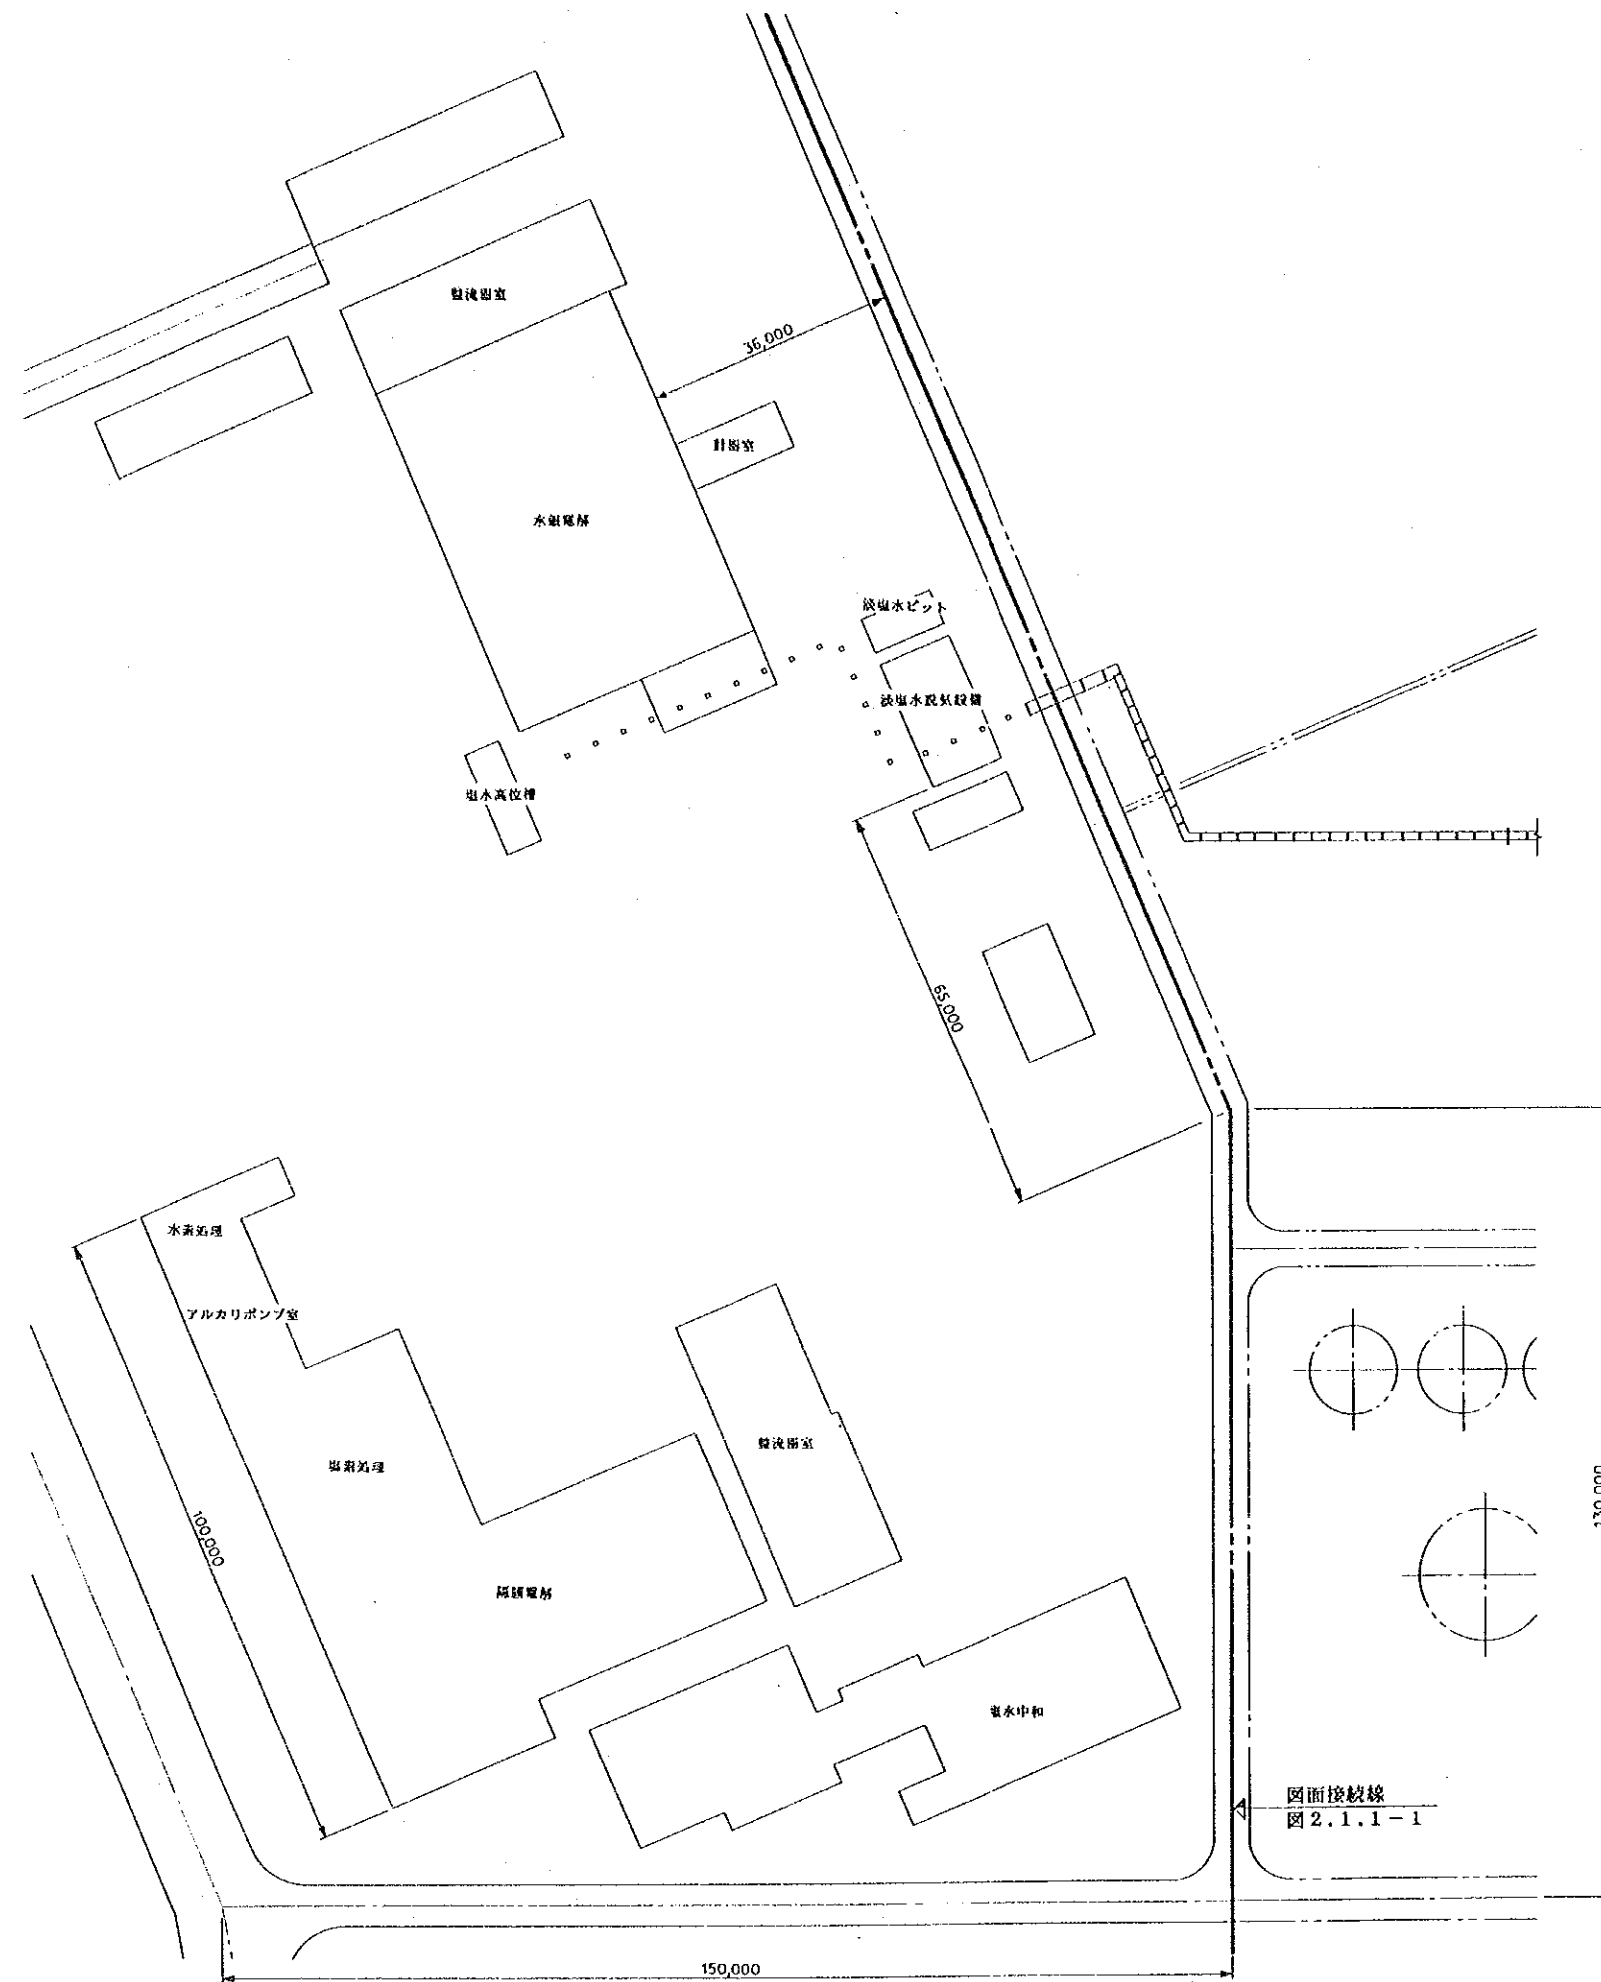 整流器室
36,000
計器室
水銀電解
淡塩水ピット
淡塩水脱気設備
塩水高位槽
65,000
水素処理
アルカリポンプ室
整流器室
塩素処理
130,000
100,000
隔膜電解
塩水中和
図面接続線
図2.1.1-1
150,000